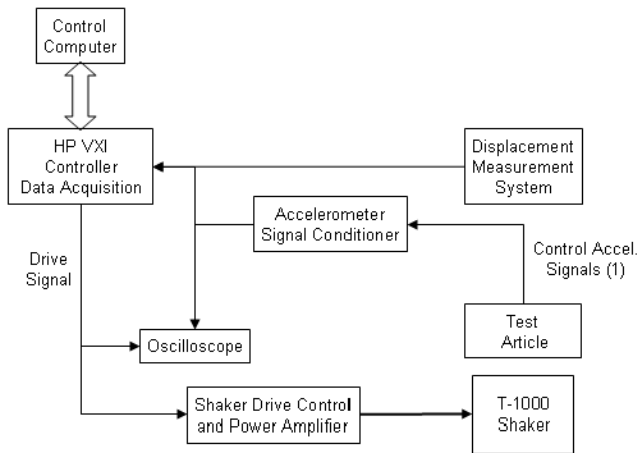 Control
Computer
HP VXI
Controller
Data Acquisition
Displacement
Measurement
System
Accelerometer
Signal Conditioner
Control Accel.
Signals (1)
Drive
Signal
Test
Article
Oscilloscope
Shaker Drive Control
and Power Amplifier
T-1000
Shaker